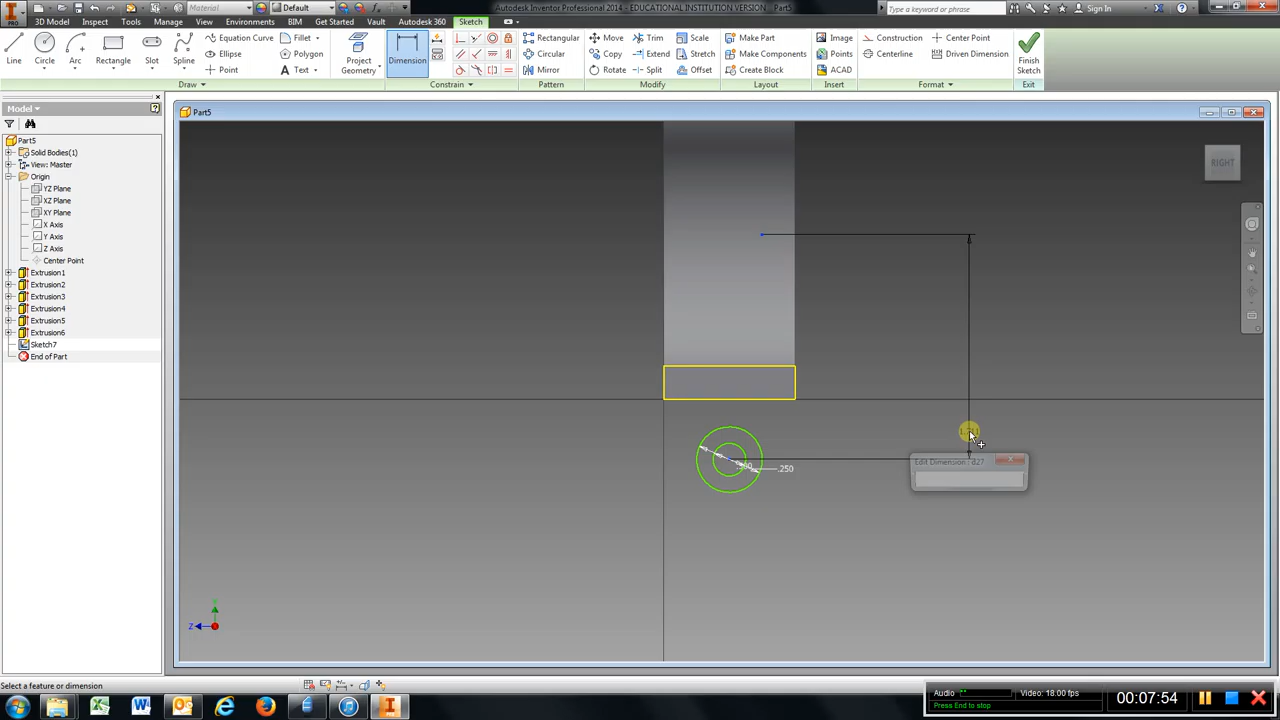 Material
Default
Autodesk Inventor Professional 2014 - EDUCATIONAL INSTITUTION VERSION Part5
Type a keyword or phrase
Sign In
PRO
3D Model Inspect Tools Manage View Environments BIM Get Started Vault Autodesk 360 Sketch
Line Circle Arc Rectangle Slot Spline
Equation Curve
Ellipse
Point
Fillet
Polygon
Text
Project Geometry
Dimension
Rectangular
Circular
Mirror
Move
Copy
Rotate
Trim
Extend
Split
Scale
Stretch
Offset
Make Part
Make Components
Create Block
Image
Points
ACAD
Construction
Centerline
Center Point
Driven Dimension
Finish Sketch
Draw Constrain Pattern Modify Layout Insert Format Exit
Model
Part5
Solid Bodies(1)
View: Master
Origin
YZ Plane
XZ Plane
XY Plane
X Axis
Y Axis
Z Axis
Center Point
Extrusion1
Extrusion2
Extrusion3
Extrusion4
Extrusion5
Extrusion6
Sketch7
End of Part
Part5
RIGHT
.250
Edit Dimension : d27
Z
Select a feature or dimension
Audio
Video: 18.00 fps
Press End to stop
00:07:54